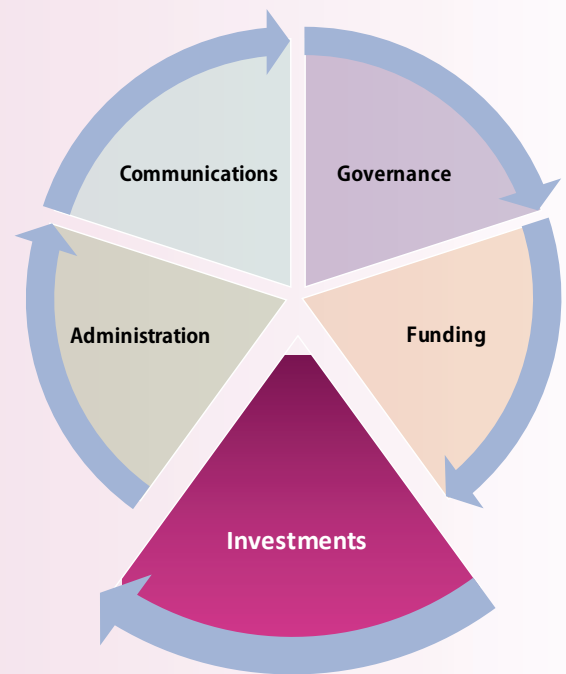 Communications
Governance
Administration
Funding
Investments